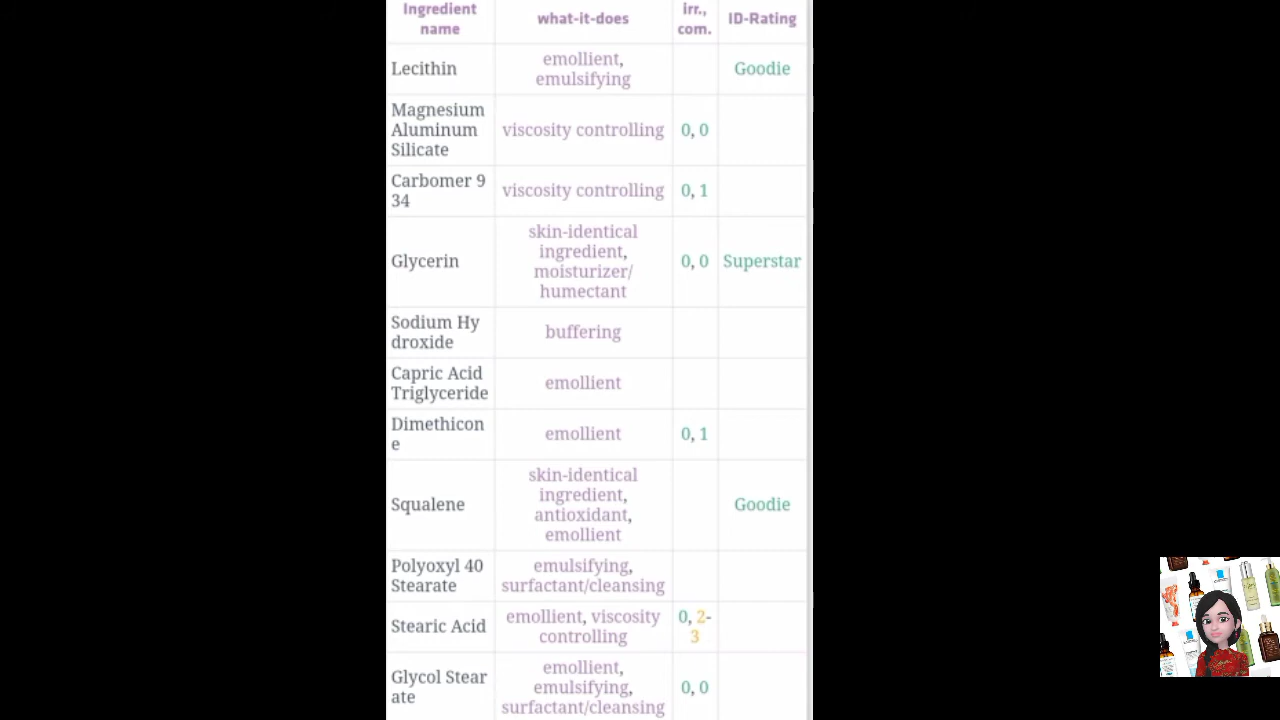 Ingredient name what-it-does irr., com. ID-Rating
Lecithin emollient, emulsifying Goodie
Magnesium Aluminum Silicate viscosity controlling 0, 0
Carbomer 9 34 viscosity controlling 0, 1
Glycerin skin-identical ingredient, moisturizer/ humectant 0, 0 Superstar
Sodium Hy droxide buffering
Capric Acid Triglyceride emollient
Dimethicon e emollient 0, 1
Squalene skin-identical ingredient, antioxidant, emollient Goodie
Polyoxyl 40 Stearate emulsifying, surfactant/cleansing
Stearic Acid emollient, viscosity controlling 0, 2- 3
Glycol Stear ate emollient, emulsifying, surfactant/cleansing 0, 0